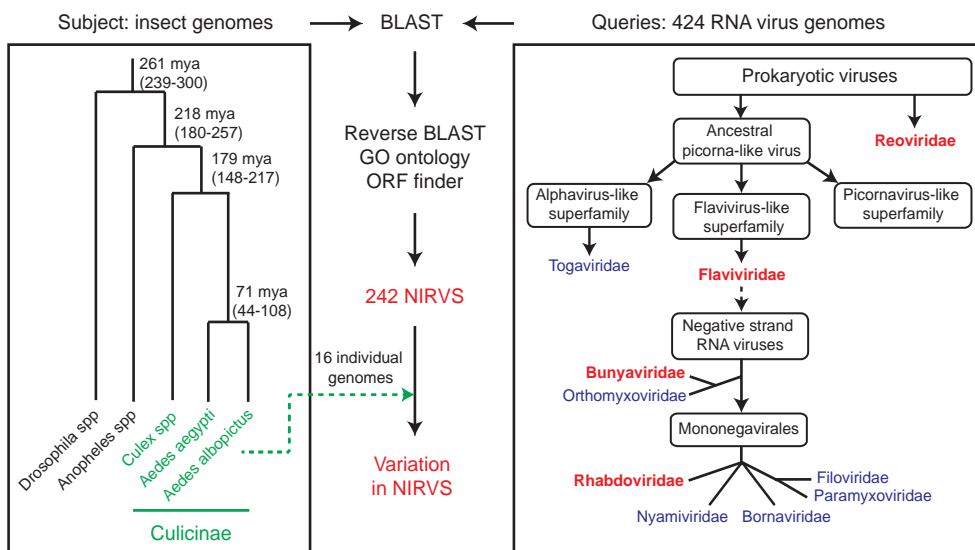 Subject: insect genomes
BLAST
Queries: 424 RNA virus genomes
261 mya
(239-300)
218 mya
(180-257)
179 mya
(148-217)
71 mya
(44-108)
Drosophila spp
Anopheles spp
Culex spp
Aedes aegypti
Aedes albopictus
Culicinae
Reverse BLAST
GO ontology
ORF finder
242 NIRVS
16 individual
genomes
Variation
in NIRVS
Prokaryotic viruses
Ancestral
picorna-like virus
Reoviridae
Alphavirus-like
superfamily
Flavivirus-like
superfamily
Picornavirus-like
superfamily
Togaviridae
Flaviviridae
Negative strand
RNA viruses
Bunyaviridae
Orthomyxoviridae
Mononegavirales
Rhabdoviridae
Filoviridae
Paramyxoviridae
Nyamiviridae
Bornaviridae